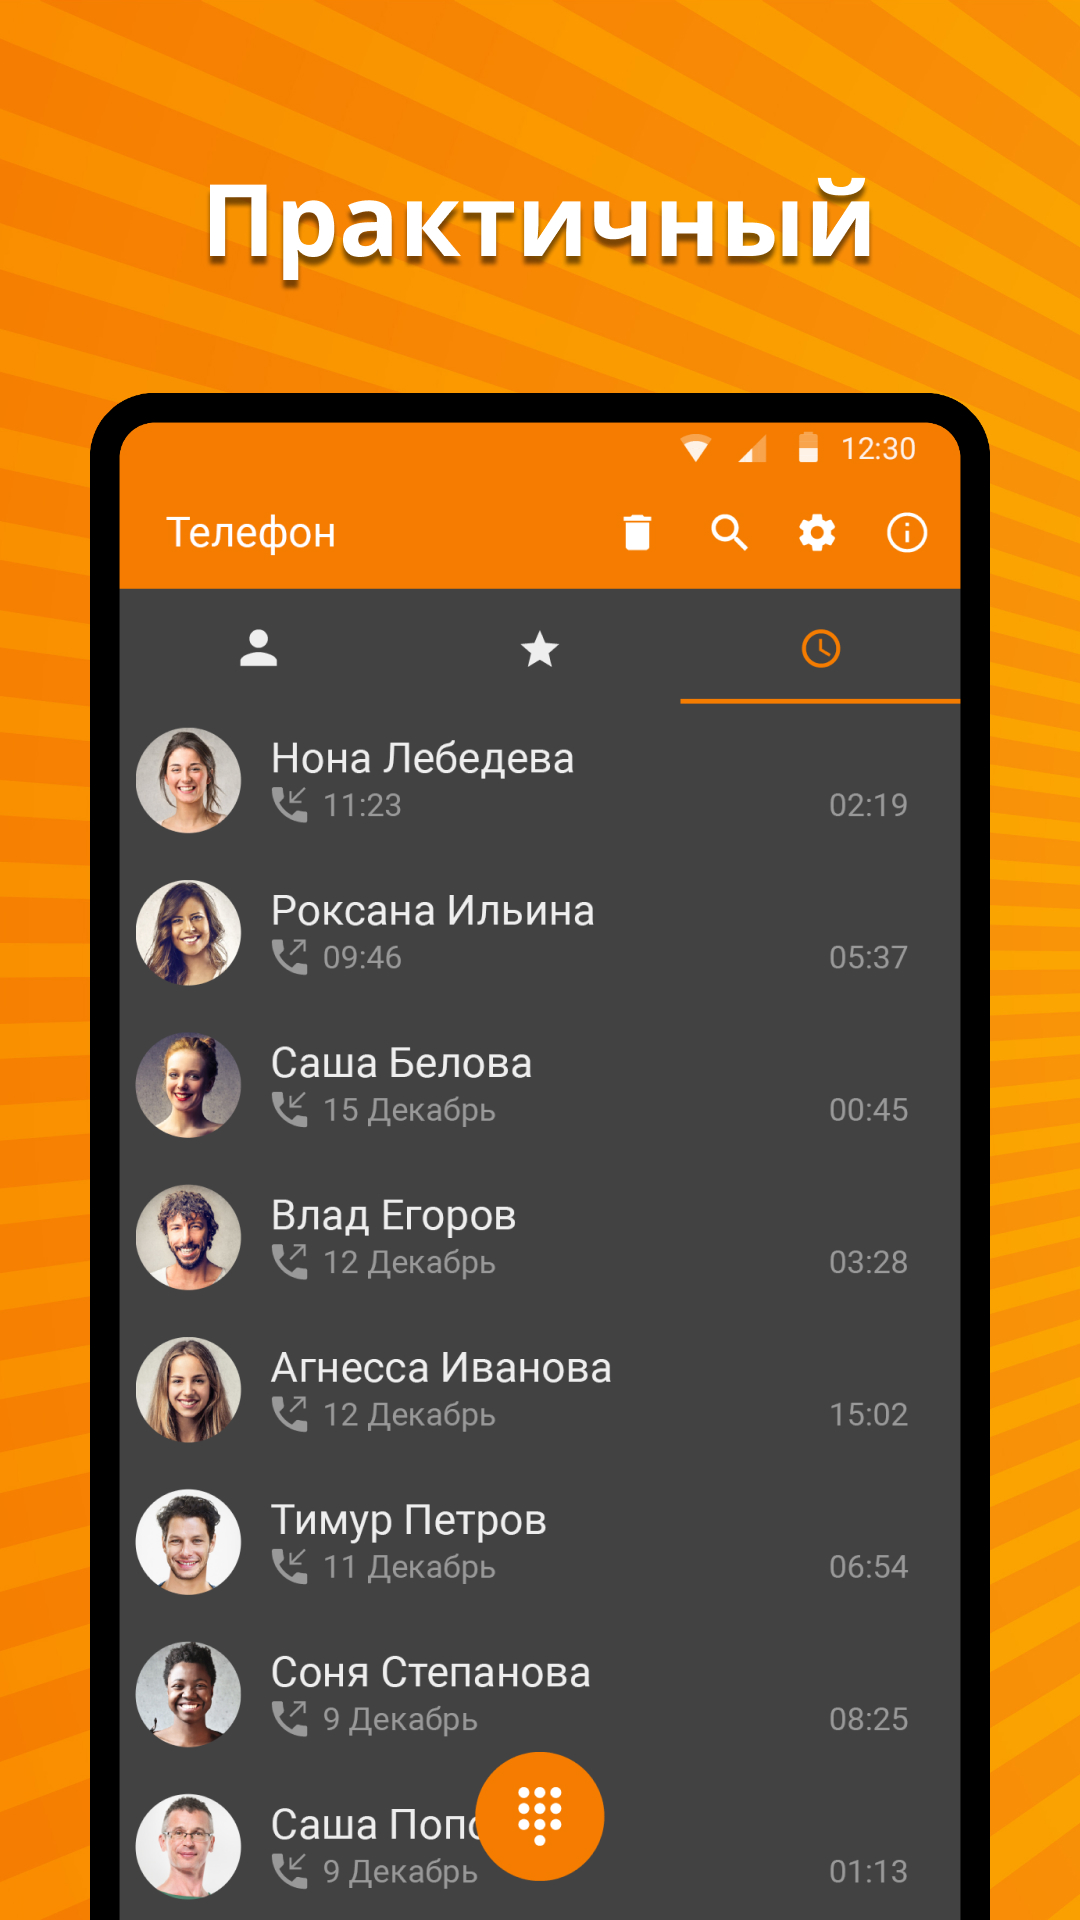 Практичный
12:30
Телефон
Нона Лебедева
11:23 02:19
Роксана Ильина
09:46 05:37
Саша Белова
15 Декабрь 00:45
Влад Егоров
12 Декабрь 03:28
Агнесса Иванова
12 Декабрь 15:02
Тимур Петров
11 Декабрь 06:54
Соня Степанова
9 Декабрь 08:25
Саша
9 Декабрь 01:13